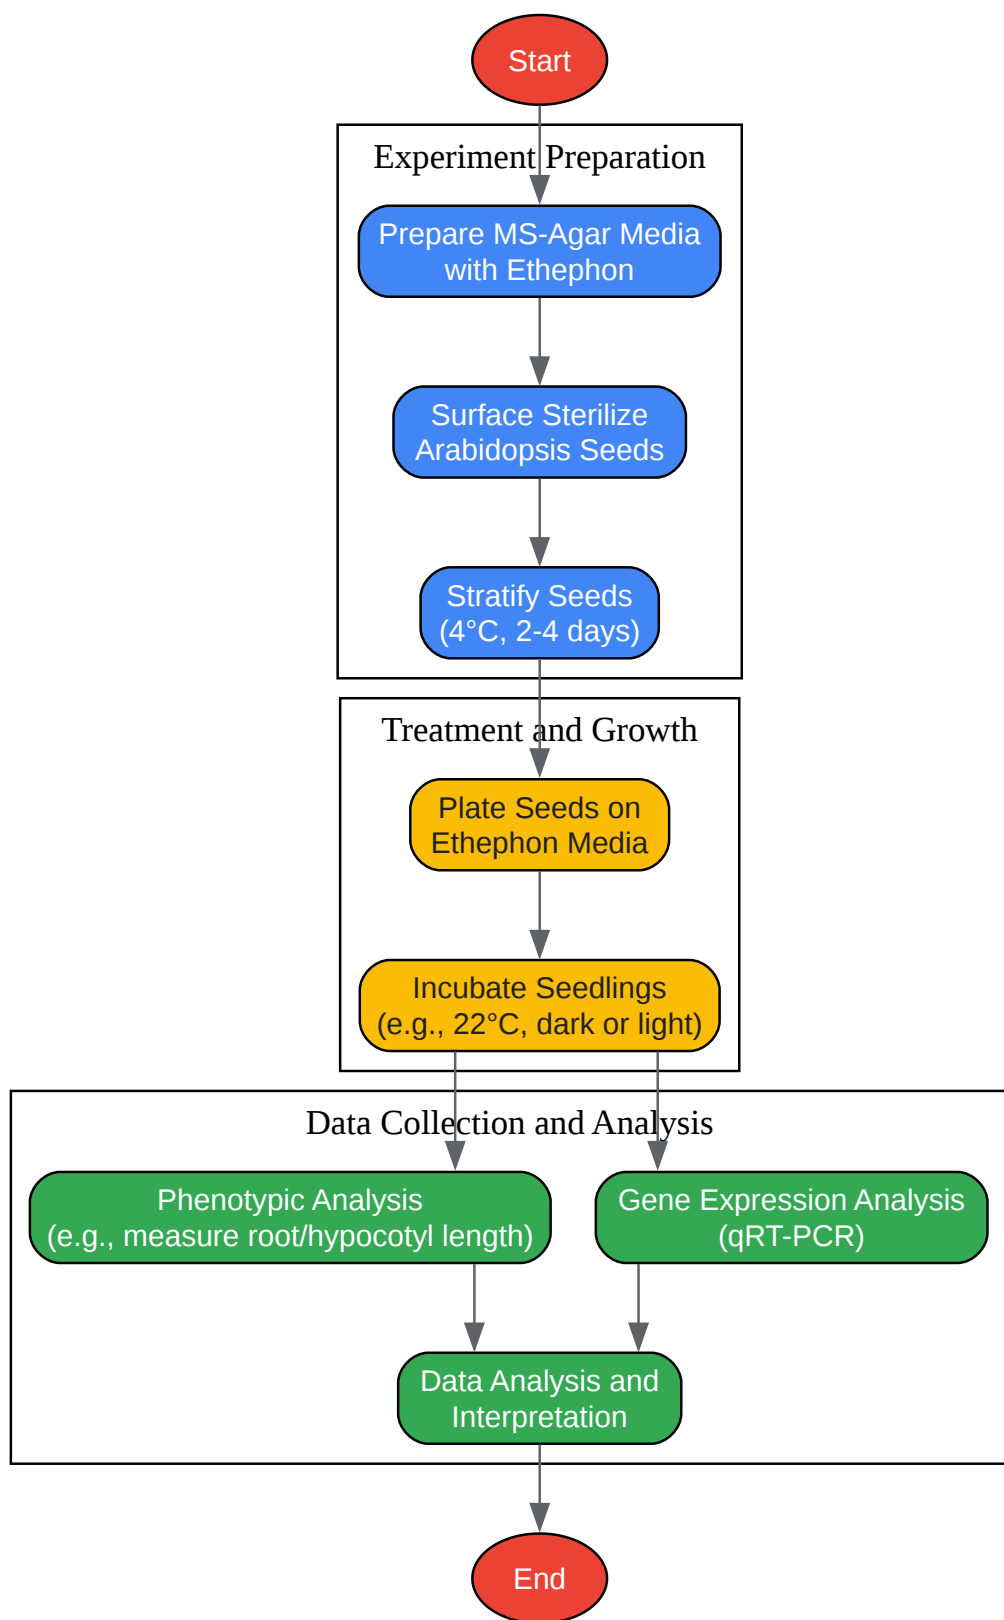 Start
Experiment Preparation
Prepare MS-Agar Media
with Ethephon
Surface Sterilize
Arabidopsis Seeds
Stratify Seeds
(4°C, 2-4 days)
Treatment and Growth
Plate Seeds on
Ethephon Media
Incubate Seedlings
(e.g., 22°C, dark or light)
Data Collection and Analysis
Phenotypic Analysis
(e.g., measure root/hypocotyl length)
Gene Expression Analysis
(qRT-PCR)
Data Analysis and
Interpretation
End